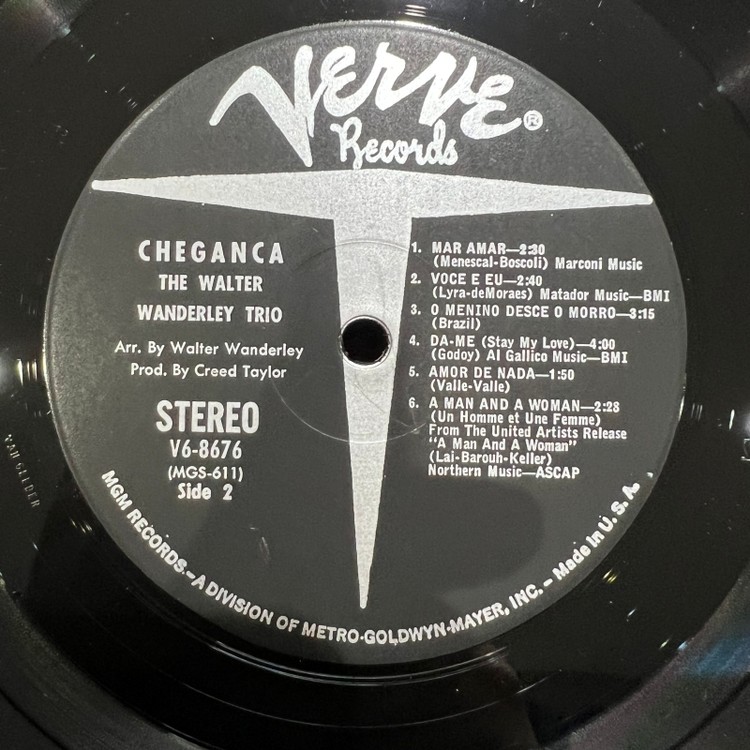 VERVE®
Records
CHEGANCA
THE WALTER
WANDERLEY TRIO
Arr. By Walter Wanderley
Prod. By Creed Taylor
STEREO
V6-8676
(MGS-611)
Side 2
1. MAR AMAR—2:30
(Menescal-Boscoli) Marconi Music
2. VOCE E EU—2:40
(Lyra-deMoraes) Matador Music—BMI
3. O MENINO DESCE O MORRO—3:15
(Brazil)
4. DA-ME (Stay My Love)—4:00
(Godoy) Al Gallico Music—BMI
5. AMOR DE NADA—1:50
(Valle-Valle)
6. A MAN AND A WOMAN—2:28
(Un Homme et Une Femme)
From The United Artists Release
"A Man And A Woman"
(Lai-Barouh-Keller)
Northern Music—ASCAP
MGM RECORDS.–A DIVISION OF METRO-GOLDWYN-MAYER, INC. – Made In U. S. A.
VAN GELDER